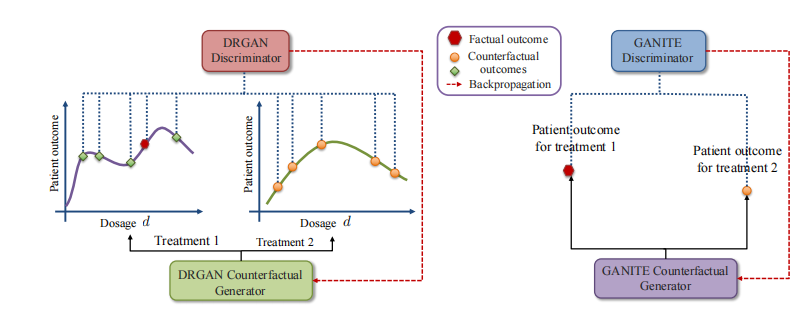 DRGAN
Discriminator
Factual outcome
Counterfactual
outcomes
Backpropagation
GANITE
Discriminator
Patient outcome
Patient outcome
Patient outcome
for treatment 1
Patient outcome
for treatment 2
Dosage d
Dosage d
Treatment 1
Treatment 2
DRGAN Counterfactual
Generator
GANITE Counterfactual
Generator